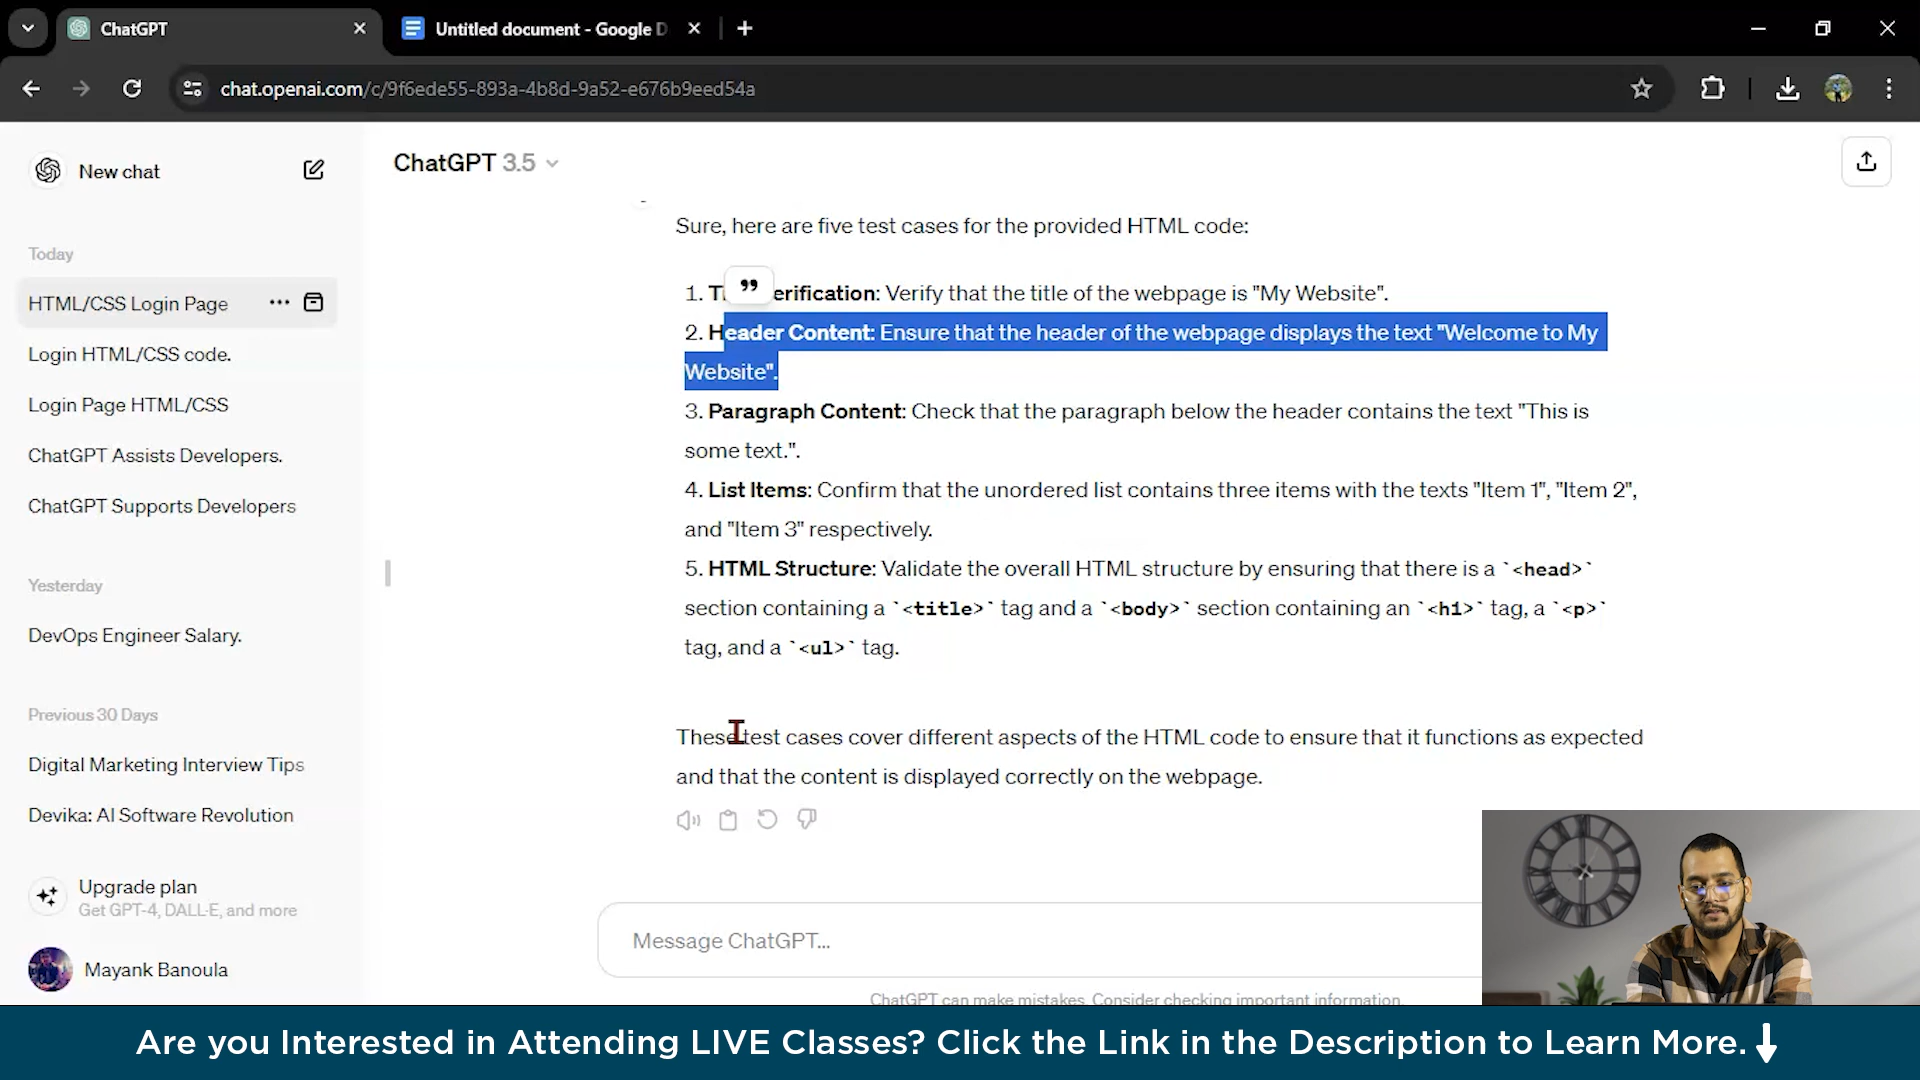 ChatGPT
Untitled document - Google D
chat.openai.com/c/9f6ede55-893a-4b8d-9a52-e676b9eed54a
New chat
Today
HTML/CSS Login Page
Login HTML/CSS code.
Login Page HTML/CSS
ChatGPT Assists Developers.
ChatGPT Supports Developers
Yesterday
DevOps Engineer Salary.
Previous 30 Days
Digital Marketing Interview Tips
Devika: AI Software Revolution
Upgrade plan
Get GPT-4, DALL·E, and more
Mayank Banoula
ChatGPT 3.5
Sure, here are five test cases for the provided HTML code:
1. T erification: Verify that the title of the webpage is "My Website".
2. Header Content: Ensure that the header of the webpage displays the text "Welcome to My
Website".
3. Paragraph Content: Check that the paragraph below the header contains the text "This is
some text.".
4. List Items: Confirm that the unordered list contains three items with the texts "Item 1", "Item 2",
and "Item 3" respectively.
5. HTML Structure: Validate the overall HTML structure by ensuring that there is a `<head>`
section containing a `<title>` tag and a `<body>` section containing an `<h1>` tag, a `<p>`
tag, and a `<ul>` tag.
These test cases cover different aspects of the HTML code to ensure that it functions as expected
and that the content is displayed correctly on the webpage.
Message ChatGPT...
ChatGPT can make mistakes. Consider checking important information.
Are you Interested in Attending LIVE Classes? Click the Link in the Description to Learn More.